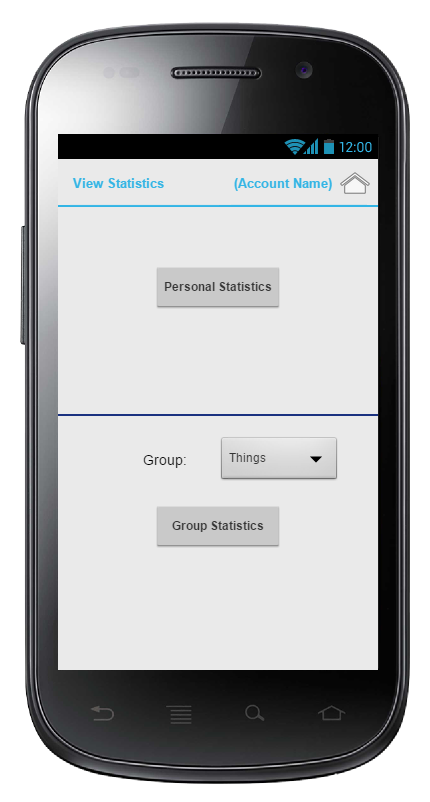 12:00
View Statistics (Account Name)
Personal Statistics
Group: Things
Group Statistics